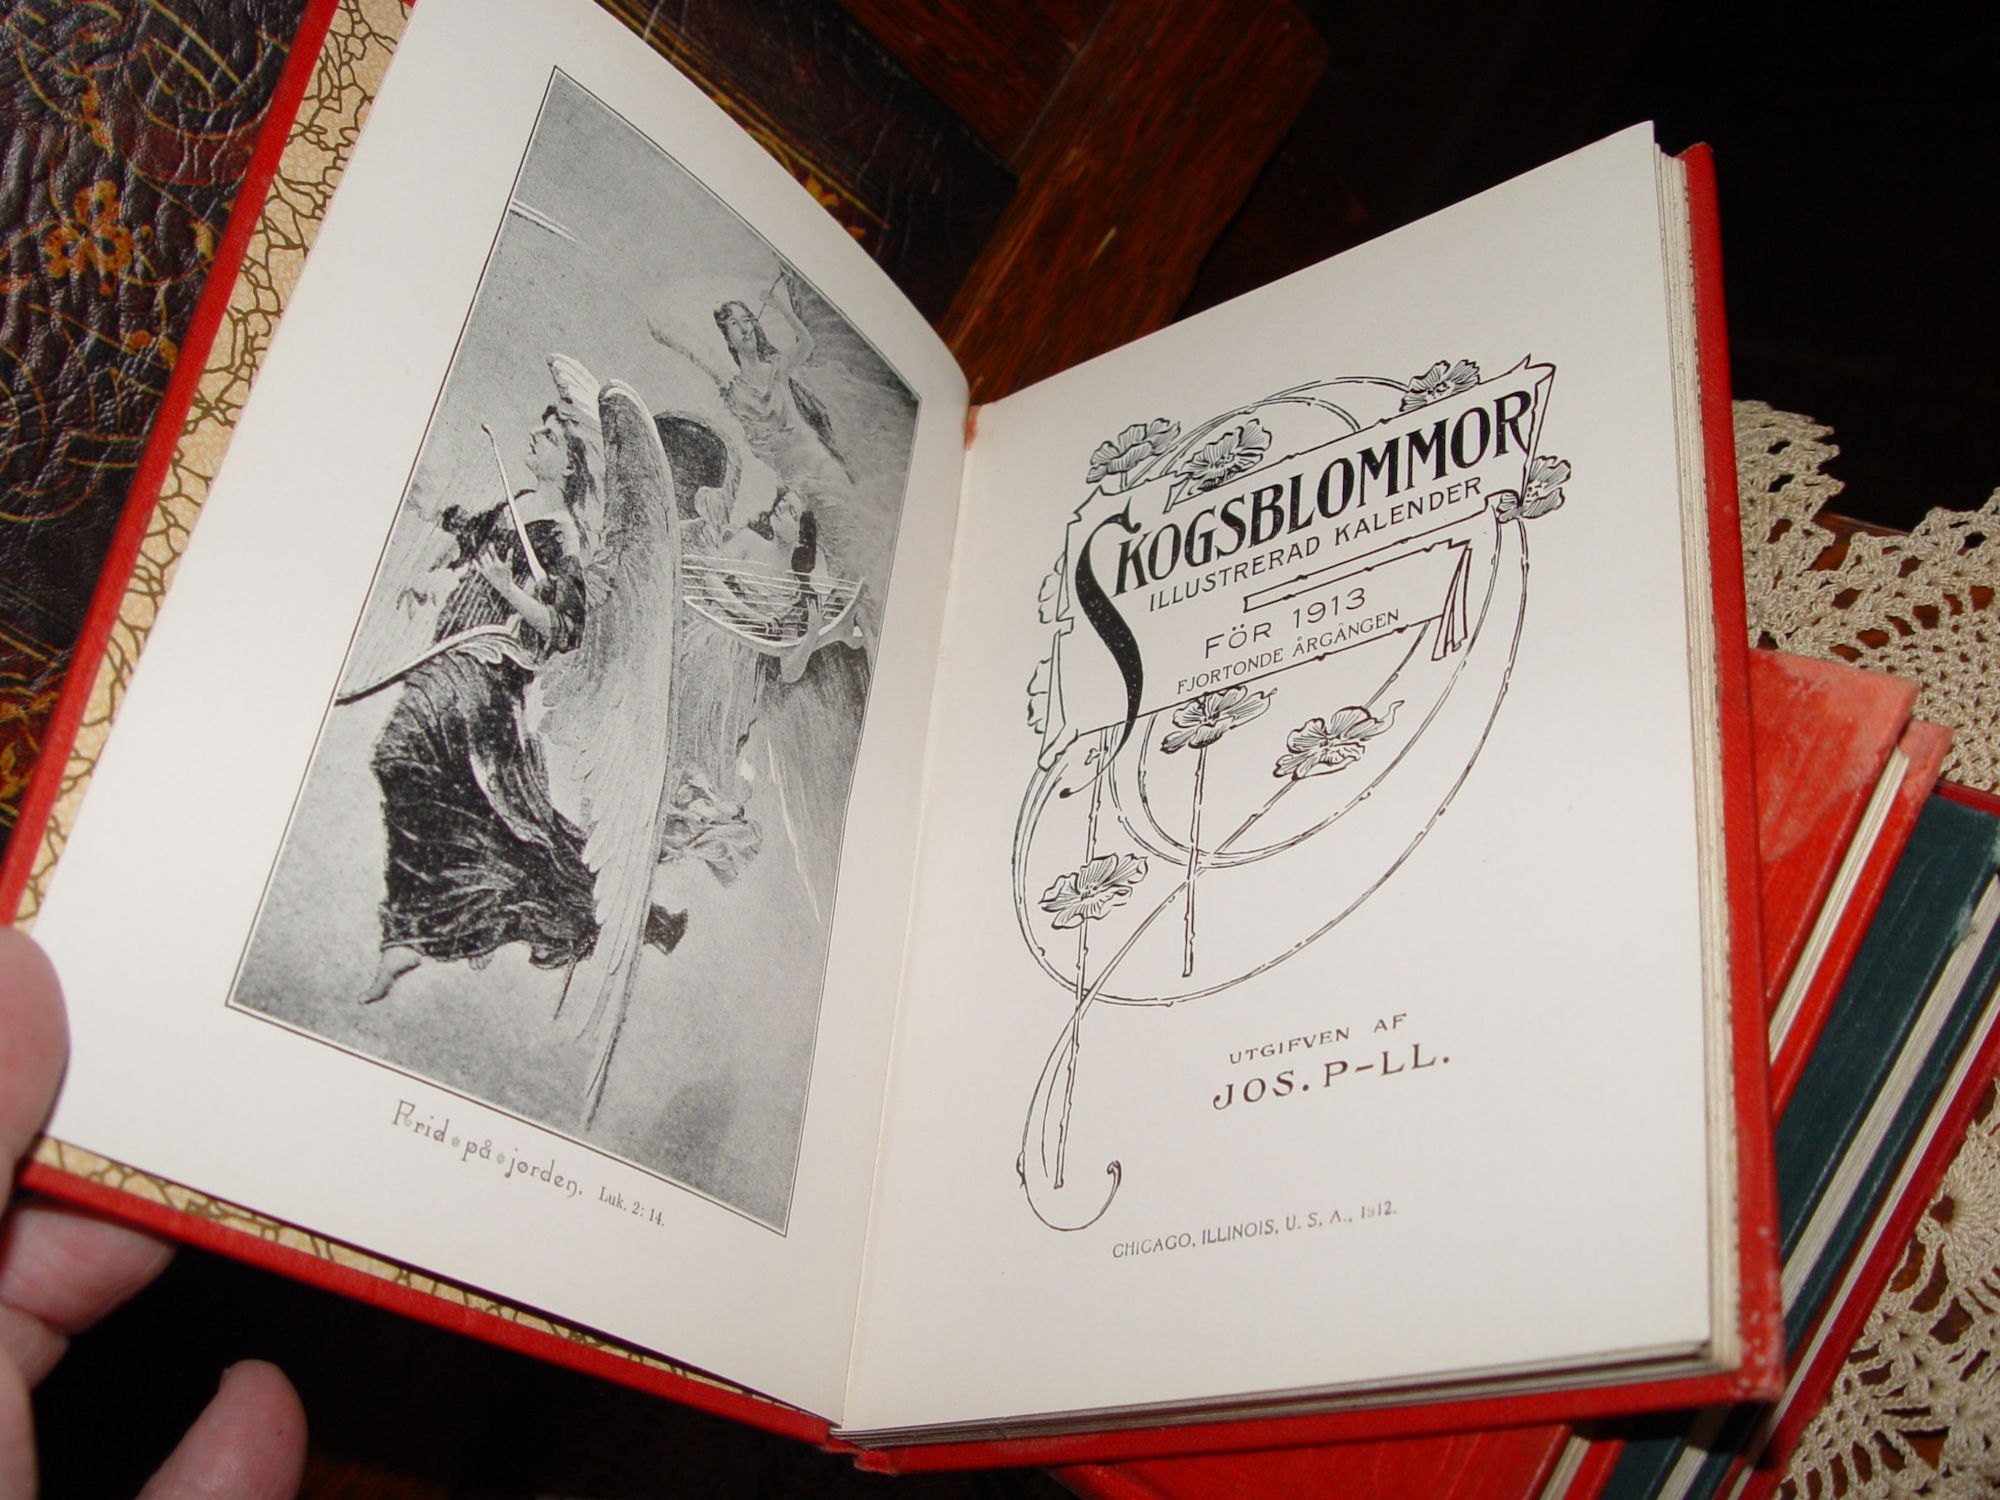 Frid på jorden. Luk. 2: 14.
SKOGSBLOMMOR
ILLUSTRERAD KALENDER
FÖR 1913
FJORTONDE ÅRGÅNGEN
UTGIFVEN AF
JOS. P-LL.
CHICAGO, ILLINOIS, U. S. A., 1912.